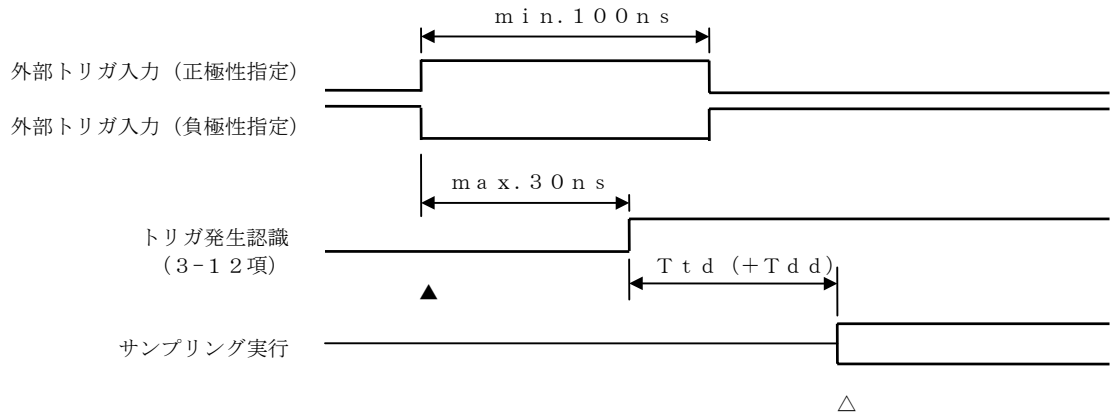 ｍｉｎ.１００ｎｓ
外部トリガ入力（正極性指定）
外部トリガ入力（負極性指定）
ｍａｘ.３０ｎｓ
トリガ発生認識
（３-１２項）
Ｔｔｄ（＋Ｔｄｄ）
▲
サンプリング実行
△